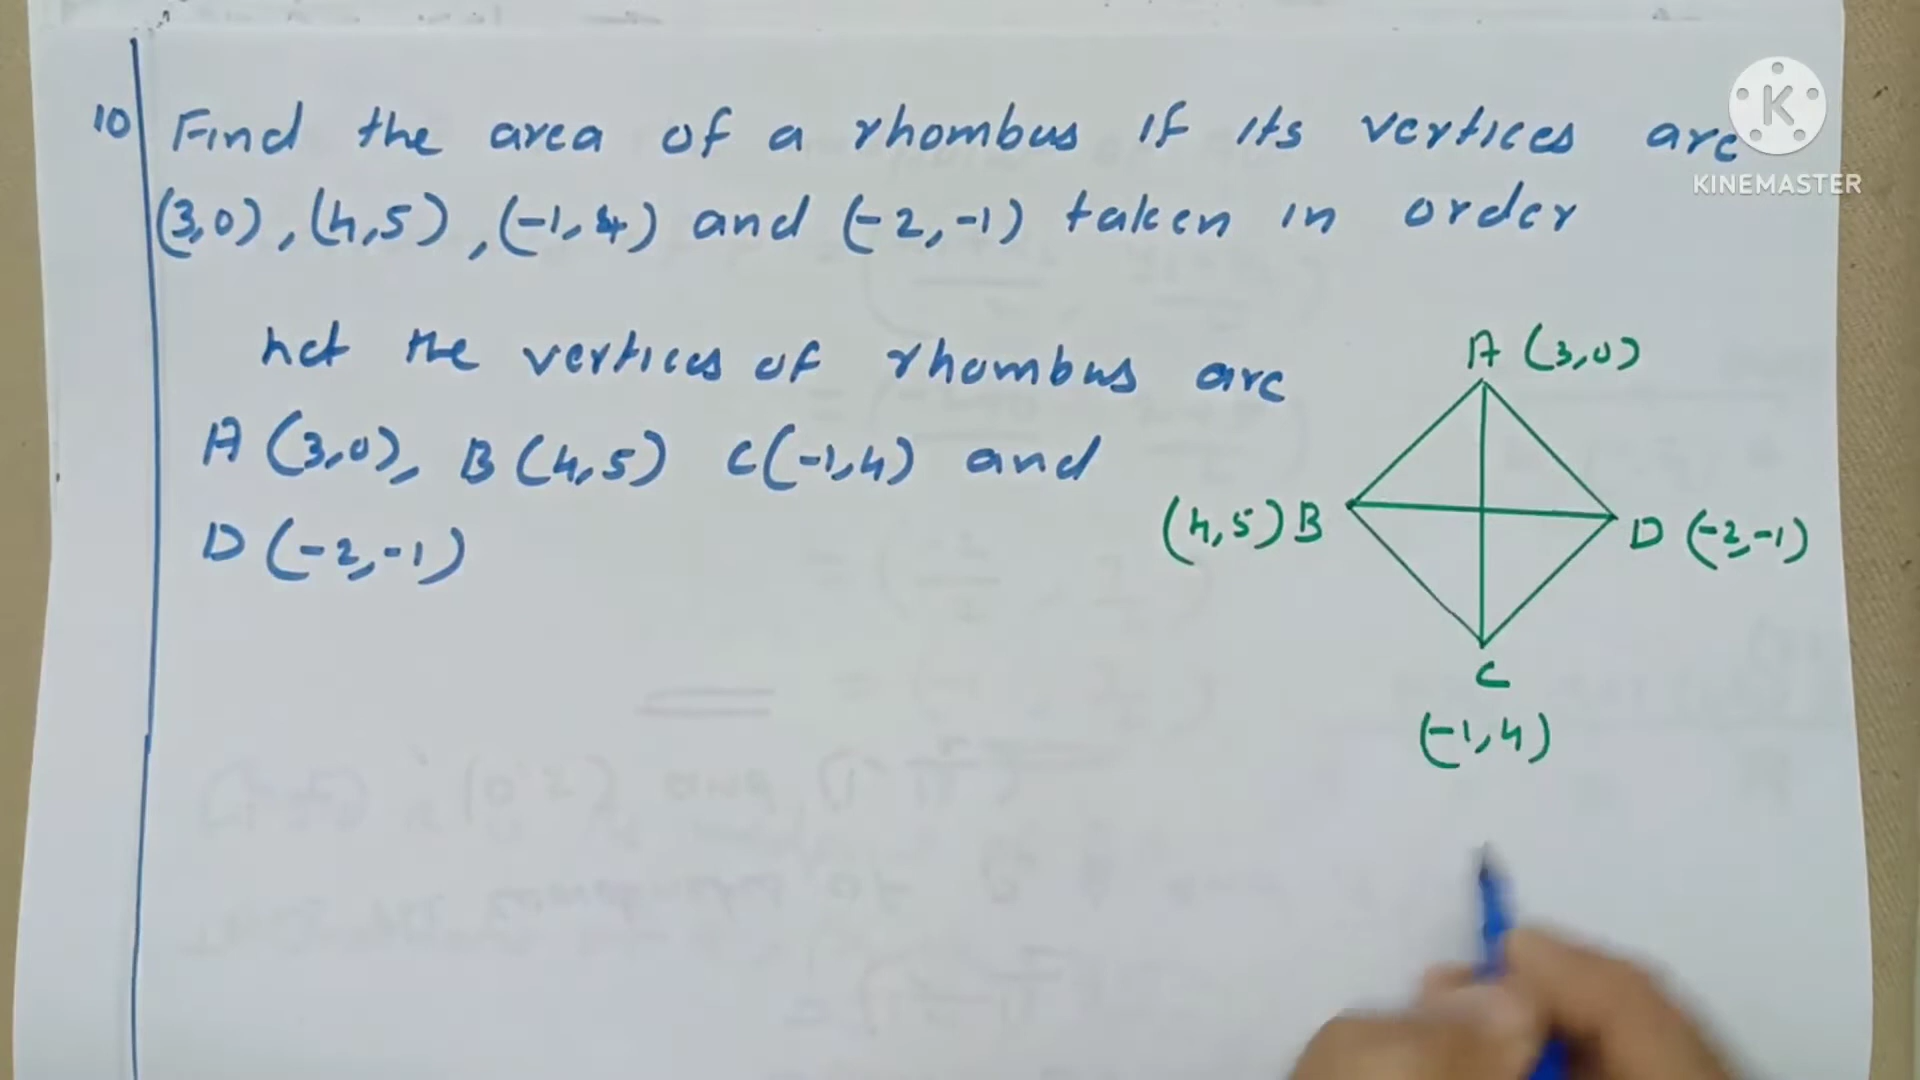 10 Find the area of a rhombus if its vertices are
(3,0), (4,5), (-1,4) and (-2,-1) taken in order
Let the vertices of rhombus are
A (3,0), B (4,5) C(-1,4) and
D (-2,-1)
A (3,0)
(4,5) B
D (-2,-1)
C
(-1,4)
K
KINEMASTER